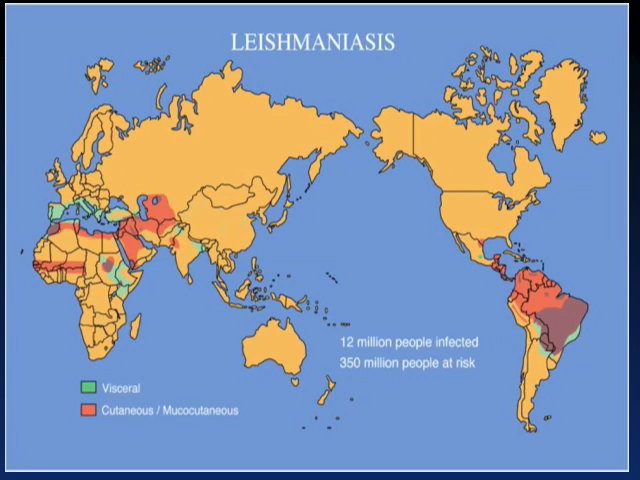 LEISHMANIASIS
12 million people infected
350 million people at risk
Visceral
Cutaneous / Mucocutaneous